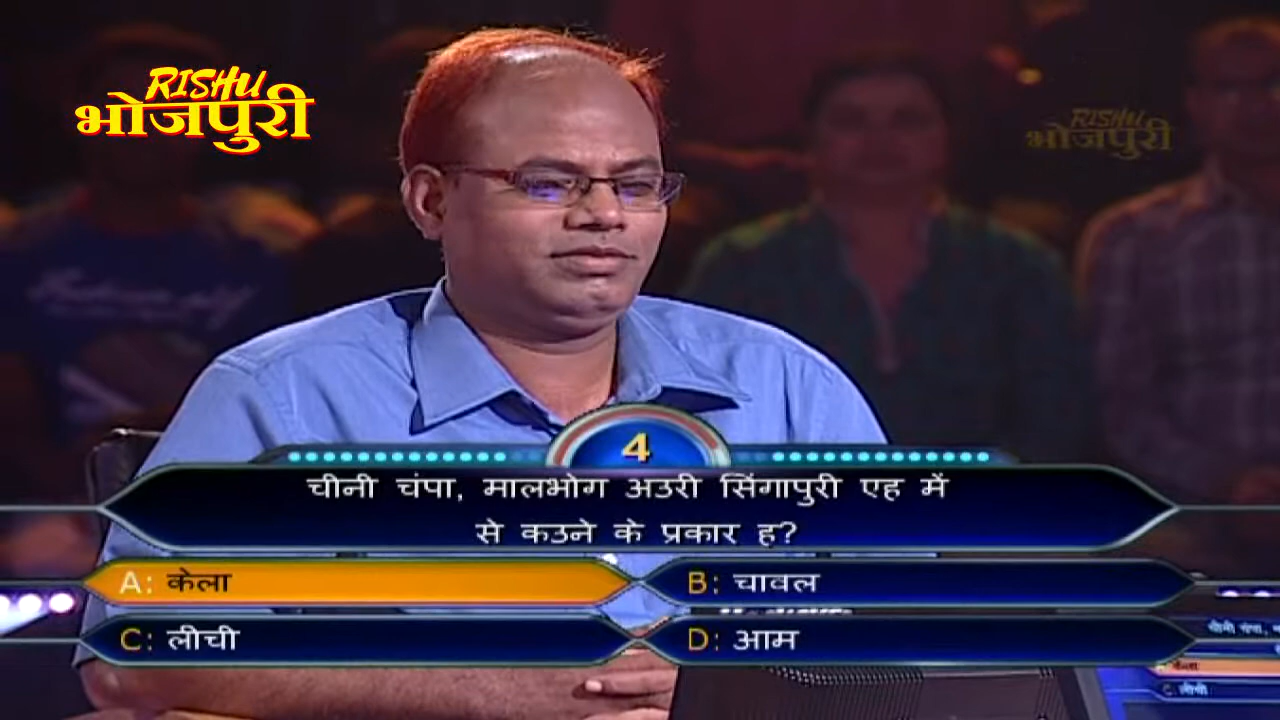 RISHU
भोजपुरी
RISHU
भोजपुरी
4
चीनी चंपा, मालभोग अउरी सिंगापुरी एह में
से कउने के प्रकार ह?
A: केला
B: चावल
C: लीची
D: आम
चीनी चंपा,
केला
C लीची